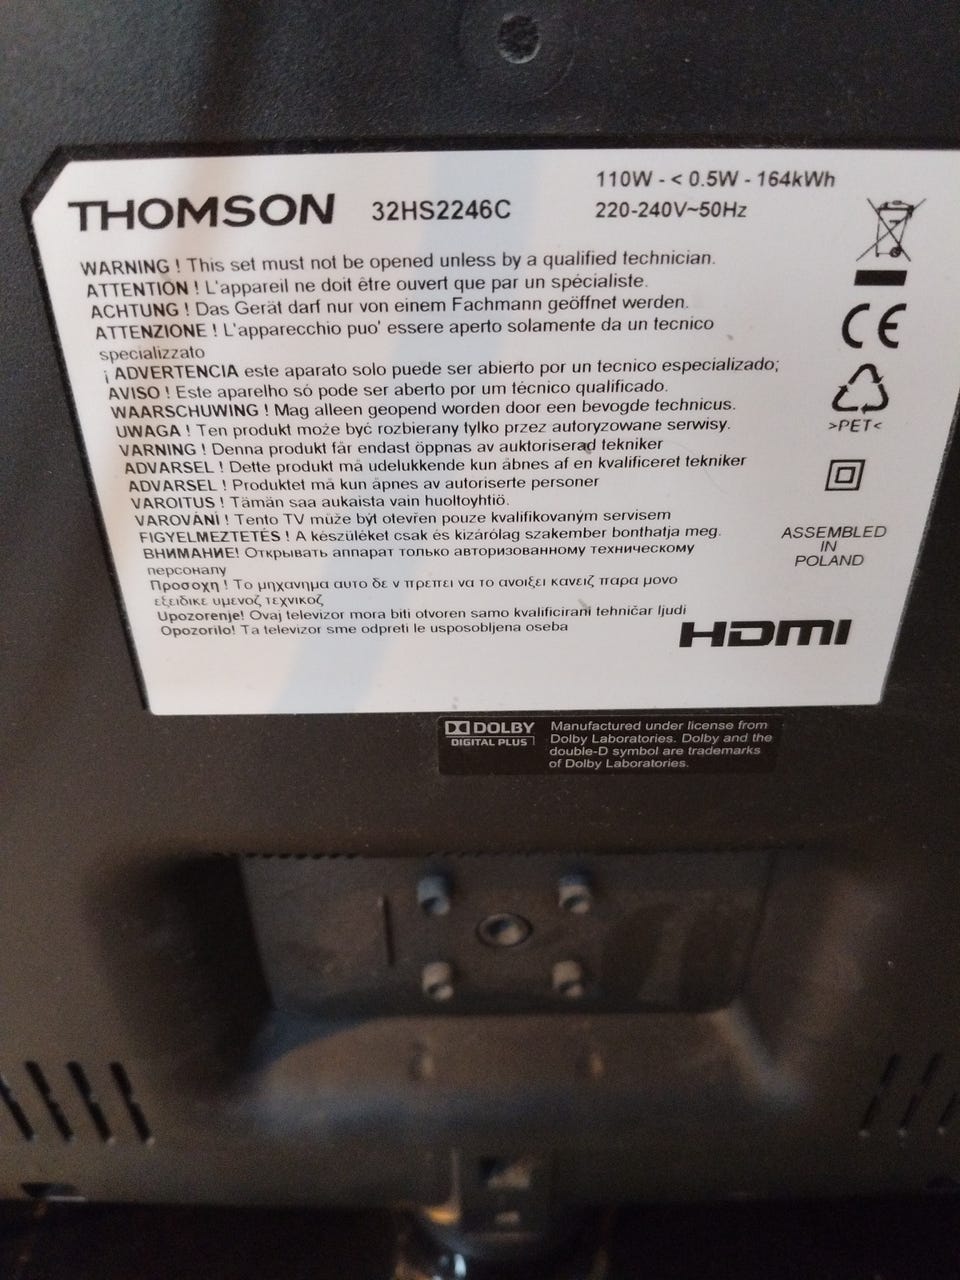 THOMSON 32HS2246C
110W - < 0.5W - 164kWh
220-240V~50Hz
WARNING ! This set must not be opened unless by a qualified technician.
ATTENTION ! L'appareil ne doit être ouvert que par un spécialiste.
ACHTUNG ! Das Gerät darf nur von einem Fachmann geöffnet werden.
ATTENZIONE ! L'apparecchio puo' essere aperto solamente da un tecnico
specializzato
¡ ADVERTENCIA este aparato solo puede ser abierto por un tecnico especializado;
AVISO ! Este aparelho só pode ser aberto por um técnico qualificado.
WAARSCHUWING ! Mag alleen geopend worden door een bevogde technicus.
UWAGA ! Ten produkt może być rozbierany tylko przez autoryzowane serwisy.
VARNING ! Denna produkt får endast öppnas av auktoriserad tekniker
ADVARSEL ! Dette produkt må udelukkende kun åbnes af en kvalificeret tekniker
ADVARSEL ! Produktet må kun åpnes av autoriserte personer
VAROITUS ! Tämän saa aukaista vain huoltoyhtiö.
VAROVÁNÍ ! Tento TV může být otevřen pouze kvalifikovaným servisem
FIGYELMEZTETÉS ! A készüléket csak és kizárólag szakember bonthatja meg.
ВНИМАНИЕ! Открывать аппарат только авторизованному техническому
персоналу
Προσοχη ! Το μηχανημα αυτο δε ν πρεπει να το ανοιξει κανεις παρα μονο
εξειδικε υμενος τεχνικος
Upozorenje! Ovaj televizor mora biti otvoren samo kvalificirani tehničar ljudi
Opozorilo! Ta televizor sme odpreti le usposobljena oseba
CE
>PET<
ASSEMBLED
IN
POLAND
HDMI
DOLBY
DIGITAL PLUS
Manufactured under license from
Dolby Laboratories. Dolby and the
double-D symbol are trademarks
of Dolby Laboratories.